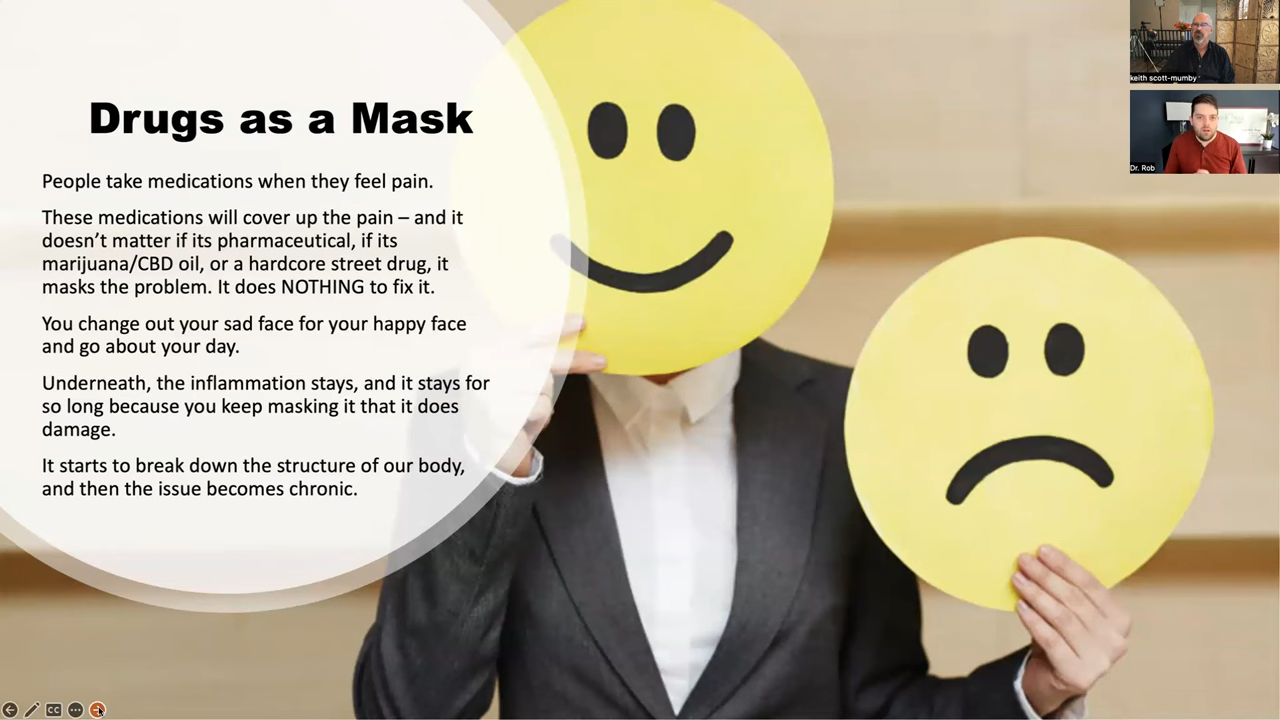 Drugs as a Mask
People take medications when they feel pain.
These medications will cover up the pain – and it
doesn’t matter if its pharmaceutical, if its
marijuana/CBD oil, or a hardcore street drug, it
masks the problem. It does NOTHING to fix it.
You change out your sad face for your happy face
and go about your day.
Underneath, the inflammation stays, and it stays for
so long because you keep masking it that it does
damage.
It starts to break down the structure of our body,
and then the issue becomes chronic.
keith scott-mumby
Dr. Rob
CC